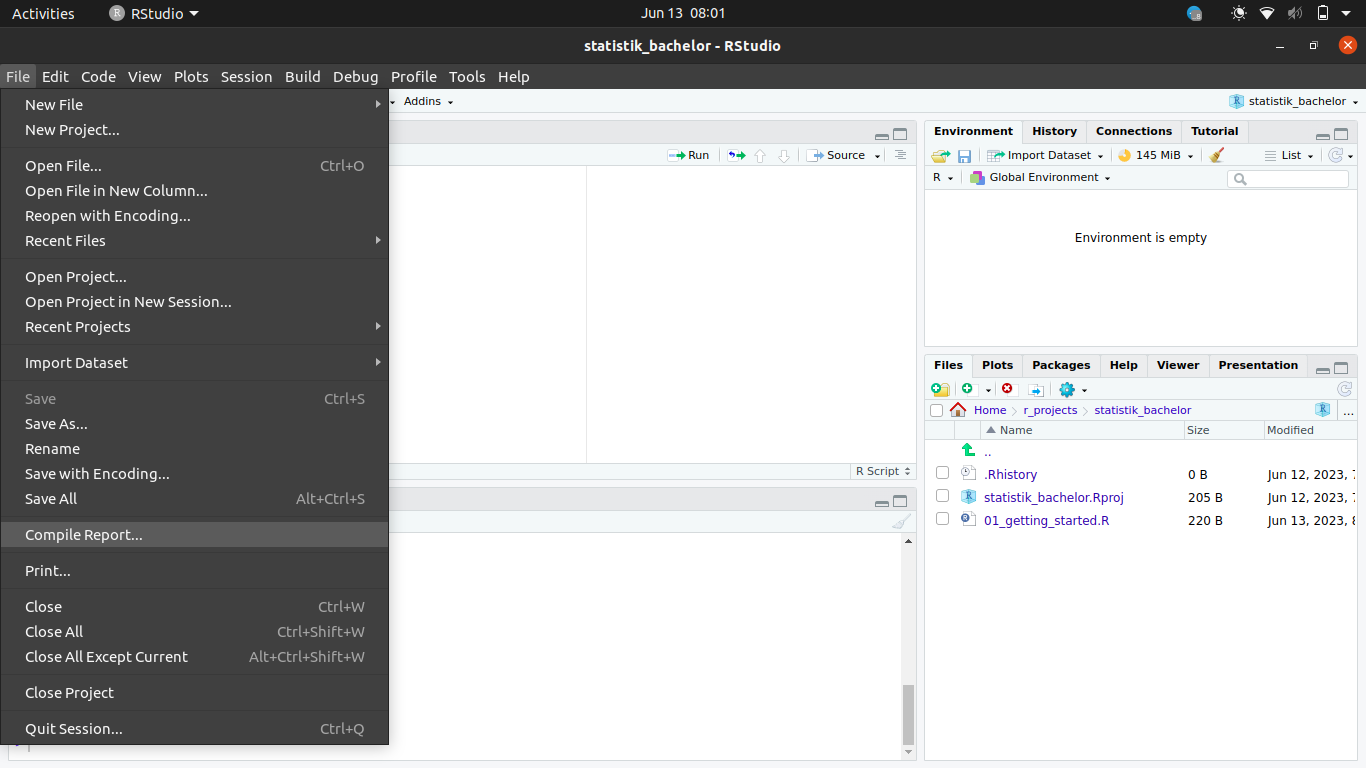 Activities RStudio Jun 13 08:01
statistik_bachelor - RStudio
File Edit Code View Plots Session Build Debug Profile Tools Help
New File
New Project...
Open File... Ctrl+O
Open File in New Column...
Reopen with Encoding...
Recent Files
Open Project...
Open Project in New Session...
Recent Projects
Import Dataset
Save Ctrl+S
Save As...
Rename
Save with Encoding...
Save All Alt+Ctrl+S
Compile Report...
Print...
Close Ctrl+W
Close All Ctrl+Shift+W
Close All Except Current Alt+Ctrl+Shift+W
Close Project
Quit Session... Ctrl+Q
Addins statistik_bachelor
Run Source
R Script
Environment History Connections Tutorial
Import Dataset 145 MiB List
R Global Environment
Environment is empty
Files Plots Packages Help Viewer Presentation
Home r_projects statistik_bachelor ...
Name Size Modified
..
.Rhistory 0 B Jun 12, 2023, 7
statistik_bachelor.Rproj 205 B Jun 12, 2023, 7
01_getting_started.R 220 B Jun 13, 2023, 8